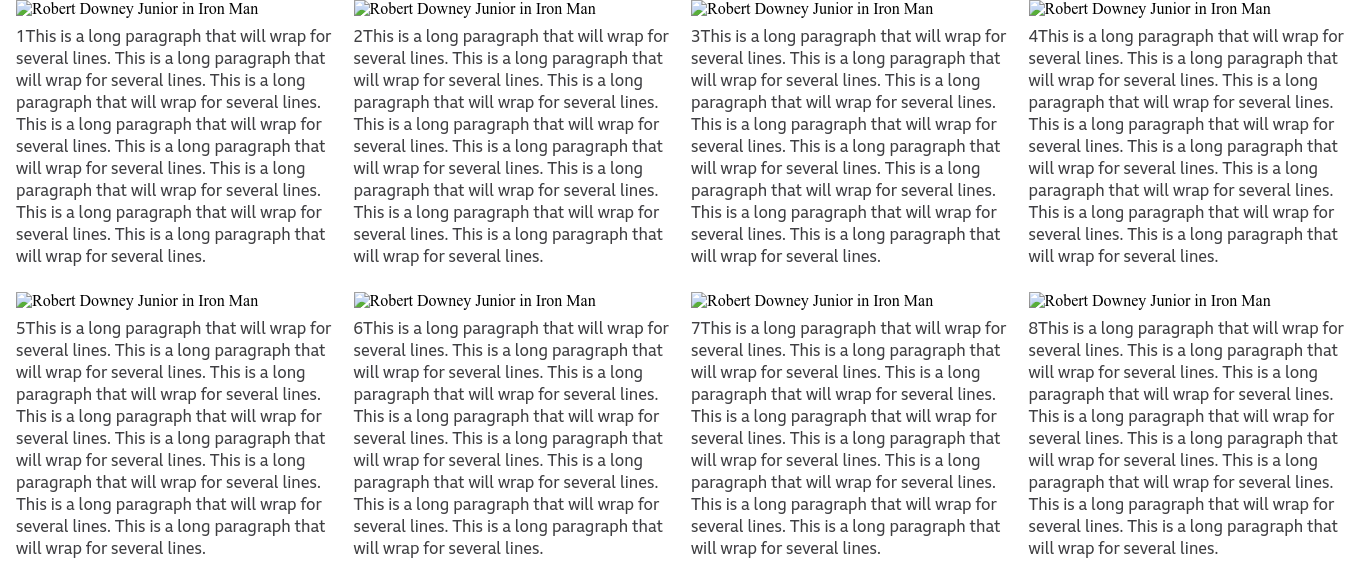 Robert Downey Junior in Iron Man
1This is a long paragraph that will wrap for
several lines. This is a long paragraph that
will wrap for several lines. This is a long
paragraph that will wrap for several lines.
This is a long paragraph that will wrap for
several lines. This is a long paragraph that
will wrap for several lines. This is a long
paragraph that will wrap for several lines.
This is a long paragraph that will wrap for
several lines. This is a long paragraph that
will wrap for several lines.
Robert Downey Junior in Iron Man
2This is a long paragraph that will wrap for
several lines. This is a long paragraph that
will wrap for several lines. This is a long
paragraph that will wrap for several lines.
This is a long paragraph that will wrap for
several lines. This is a long paragraph that
will wrap for several lines. This is a long
paragraph that will wrap for several lines.
This is a long paragraph that will wrap for
several lines. This is a long paragraph that
will wrap for several lines.
Robert Downey Junior in Iron Man
3This is a long paragraph that will wrap for
several lines. This is a long paragraph that
will wrap for several lines. This is a long
paragraph that will wrap for several lines.
This is a long paragraph that will wrap for
several lines. This is a long paragraph that
will wrap for several lines. This is a long
paragraph that will wrap for several lines.
This is a long paragraph that will wrap for
several lines. This is a long paragraph that
will wrap for several lines.
Robert Downey Junior in Iron Man
4This is a long paragraph that will wrap for
several lines. This is a long paragraph that
will wrap for several lines. This is a long
paragraph that will wrap for several lines.
This is a long paragraph that will wrap for
several lines. This is a long paragraph that
will wrap for several lines. This is a long
paragraph that will wrap for several lines.
This is a long paragraph that will wrap for
several lines. This is a long paragraph that
will wrap for several lines.
Robert Downey Junior in Iron Man
5This is a long paragraph that will wrap for
several lines. This is a long paragraph that
will wrap for several lines. This is a long
paragraph that will wrap for several lines.
This is a long paragraph that will wrap for
several lines. This is a long paragraph that
will wrap for several lines. This is a long
paragraph that will wrap for several lines.
This is a long paragraph that will wrap for
several lines. This is a long paragraph that
will wrap for several lines.
Robert Downey Junior in Iron Man
6This is a long paragraph that will wrap for
several lines. This is a long paragraph that
will wrap for several lines. This is a long
paragraph that will wrap for several lines.
This is a long paragraph that will wrap for
several lines. This is a long paragraph that
will wrap for several lines. This is a long
paragraph that will wrap for several lines.
This is a long paragraph that will wrap for
several lines. This is a long paragraph that
will wrap for several lines.
Robert Downey Junior in Iron Man
7This is a long paragraph that will wrap for
several lines. This is a long paragraph that
will wrap for several lines. This is a long
paragraph that will wrap for several lines.
This is a long paragraph that will wrap for
several lines. This is a long paragraph that
will wrap for several lines. This is a long
paragraph that will wrap for several lines.
This is a long paragraph that will wrap for
several lines. This is a long paragraph that
will wrap for several lines.
Robert Downey Junior in Iron Man
8This is a long paragraph that will wrap for
several lines. This is a long paragraph that
will wrap for several lines. This is a long
paragraph that will wrap for several lines.
This is a long paragraph that will wrap for
several lines. This is a long paragraph that
will wrap for several lines. This is a long
paragraph that will wrap for several lines.
This is a long paragraph that will wrap for
several lines. This is a long paragraph that
will wrap for several lines.